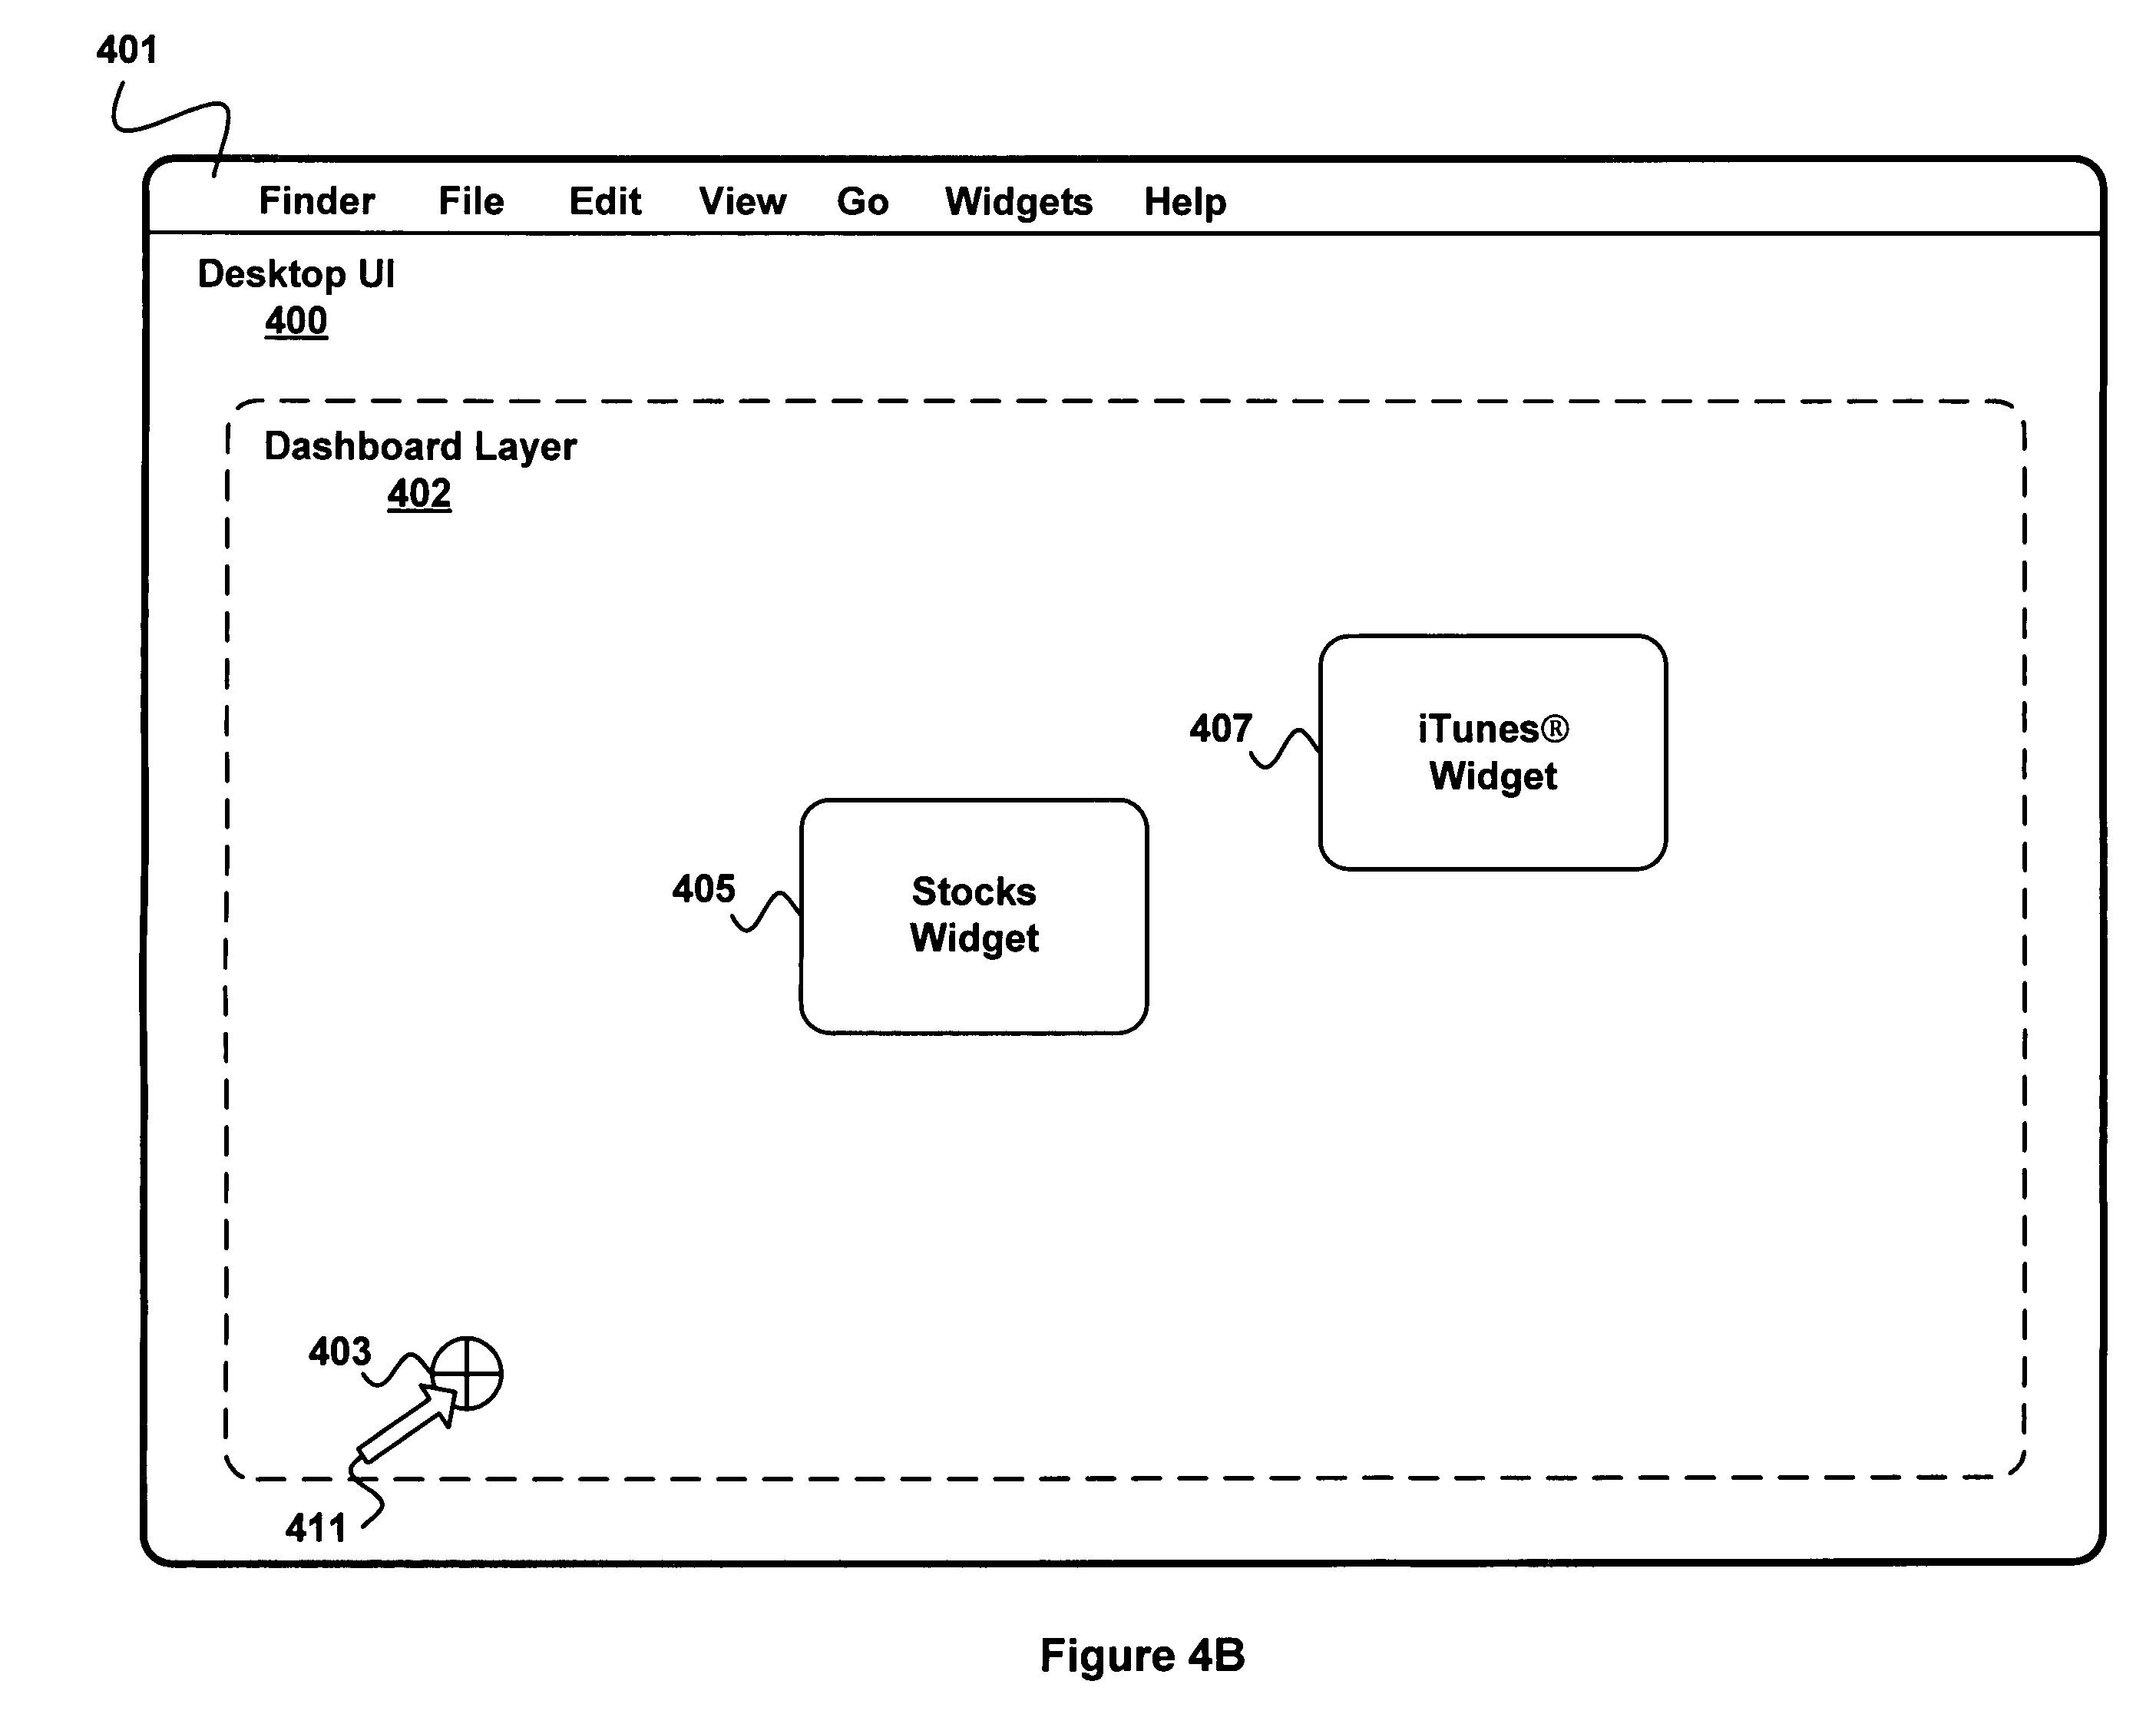 401
Finder File Edit View Go Widgets Help
Desktop UI
400
Dashboard Layer
402
407
iTunes®
Widget
405
Stocks
Widget
403
411
Figure 4B